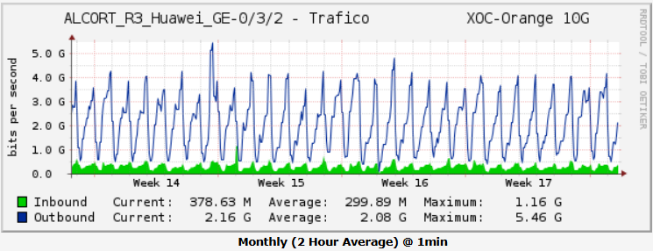 ALCORT_R3_Huawei_GE-0/3/2 - Trafico XOC-Orange 10G
RRDTOOL / TOBI OETIKER
bits per second
5.0 G
4.0 G
3.0 G
2.0 G
1.0 G
0.0
Week 14 Week 15 Week 16 Week 17
Inbound Current: 378.63 M Average: 299.89 M Maximum: 1.16 G
Outbound Current: 2.16 G Average: 2.08 G Maximum: 5.46 G
Monthly (2 Hour Average) @ 1min